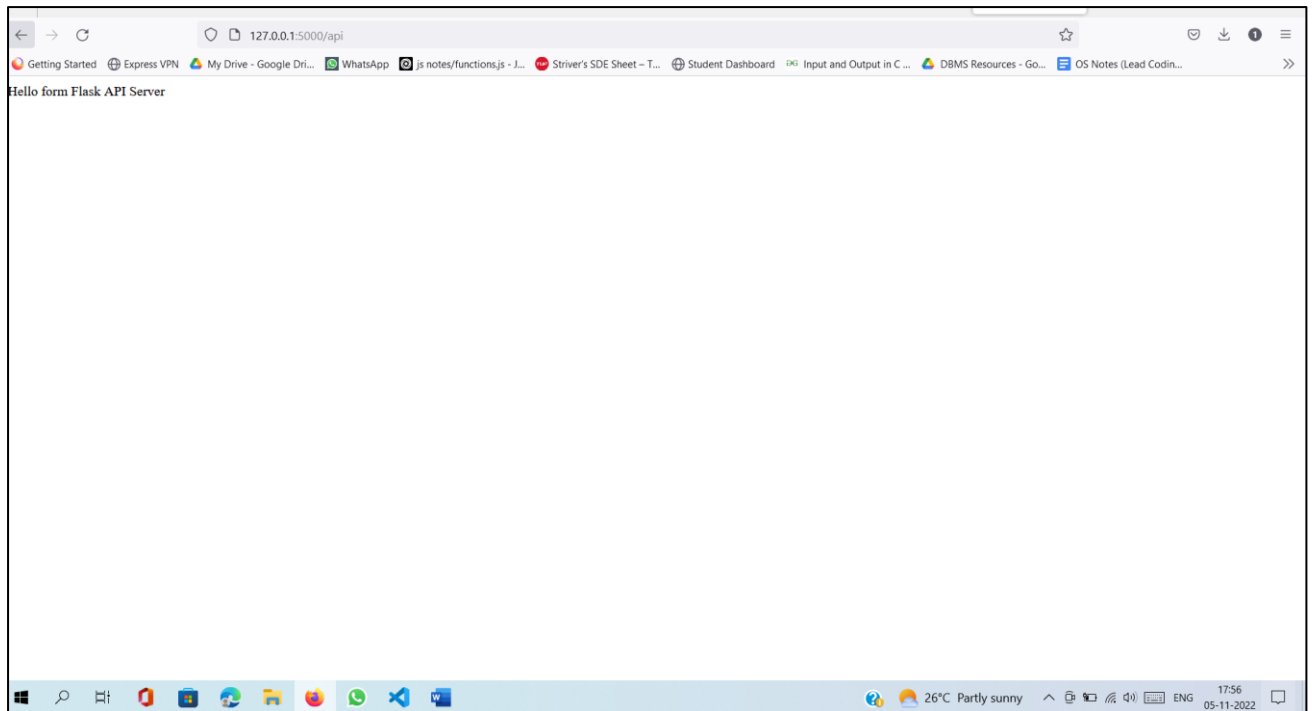 127.0.0.1:5000/api
1
Getting Started Express VPN My Drive - Google Dri... WhatsApp js notes/functions.js - J... Striver's SDE Sheet – T... Student Dashboard Input and Output in C ... DBMS Resources - Go... OS Notes (Lead Codin...
Hello form Flask API Server
26°C Partly sunny ENG 17:56
05-11-2022